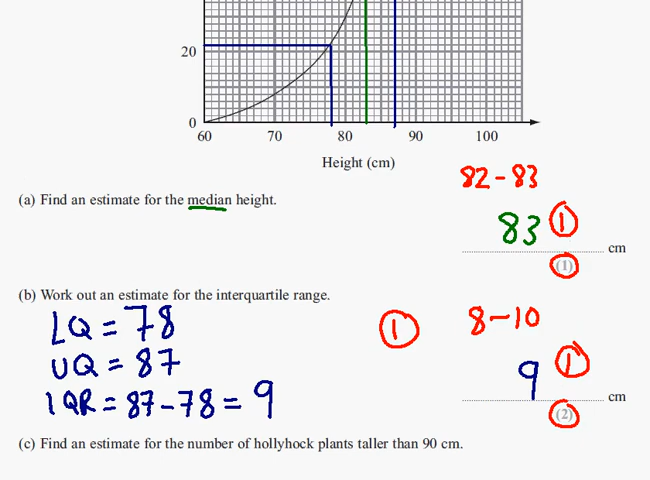 20
0
60 70 80 90 100
Height (cm)
82-83
(a) Find an estimate for the median height.
83 1
cm
(1)
(b) Work out an estimate for the interquartile range.
LQ = 78
1 8-10
UQ = 87
9 1
IQR = 87-78 = 9
cm
(2)
(c) Find an estimate for the number of hollyhock plants taller than 90 cm.